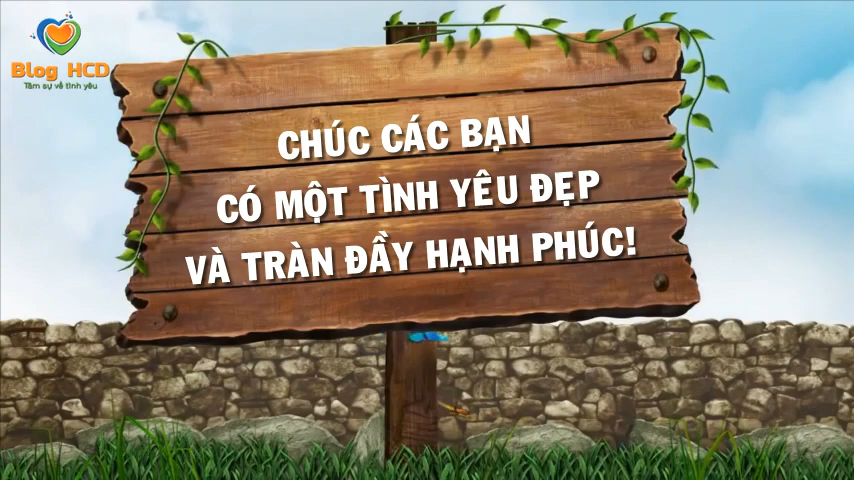 Blog HCD
Tâm sự về tình yêu
CHÚC CÁC BẠN
CÓ MỘT TÌNH YÊU ĐẸP
VÀ TRÀN ĐẦY HẠNH PHÚC!